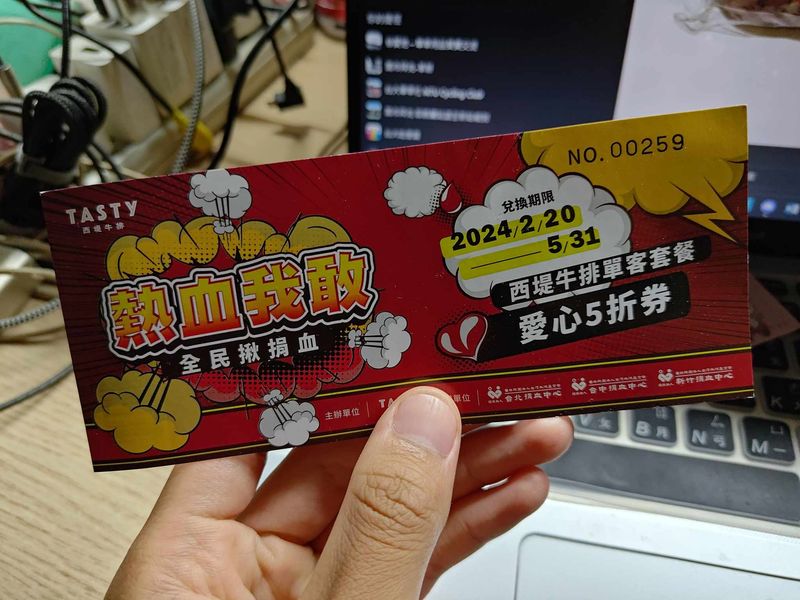 TASTY
西堤牛排
熱血我敢
全民揪捐血
NO.00259
兌換期限
2024/2/20
5/31
西堤牛排單客套餐
愛心5折券
主辦單位
台北捐血中心
台中捐血中心
新竹捐血中心
B
N
M